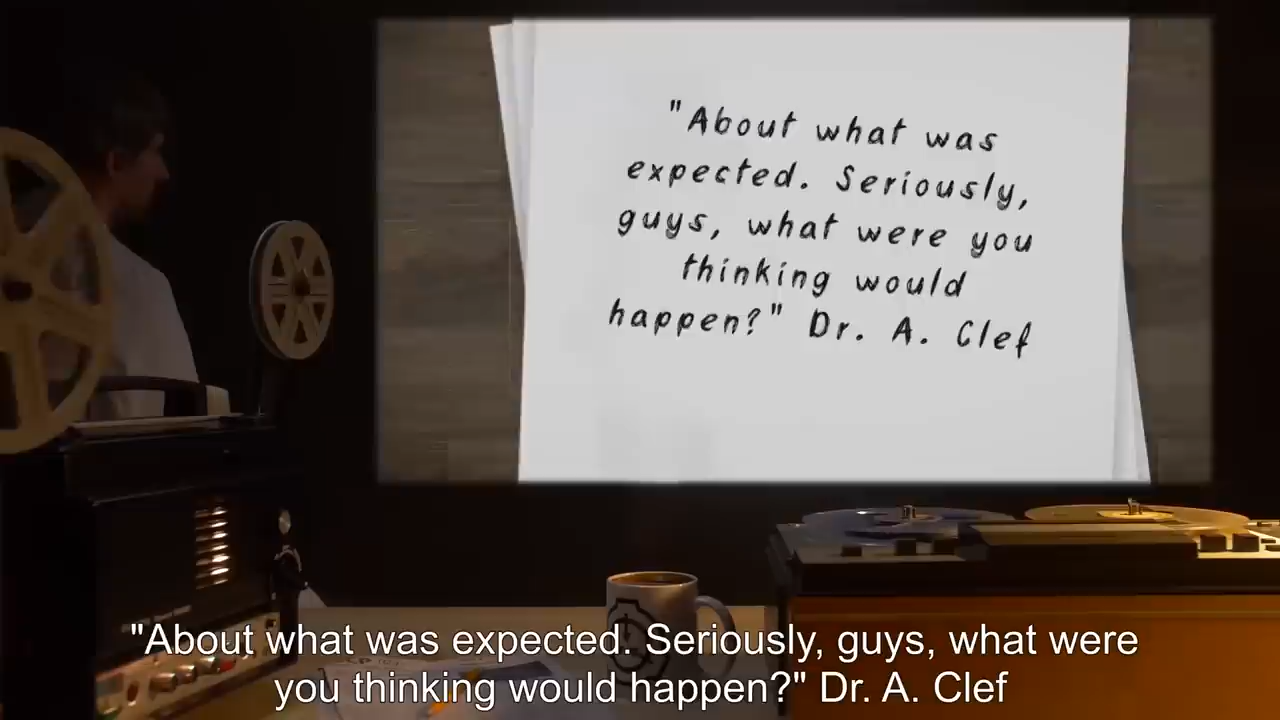 "About what was
expected. Seriously,
guys, what were you
thinking would
happen?" Dr. A. Clef
"About what was expected. Seriously, guys, what were
you thinking would happen?" Dr. A. Clef